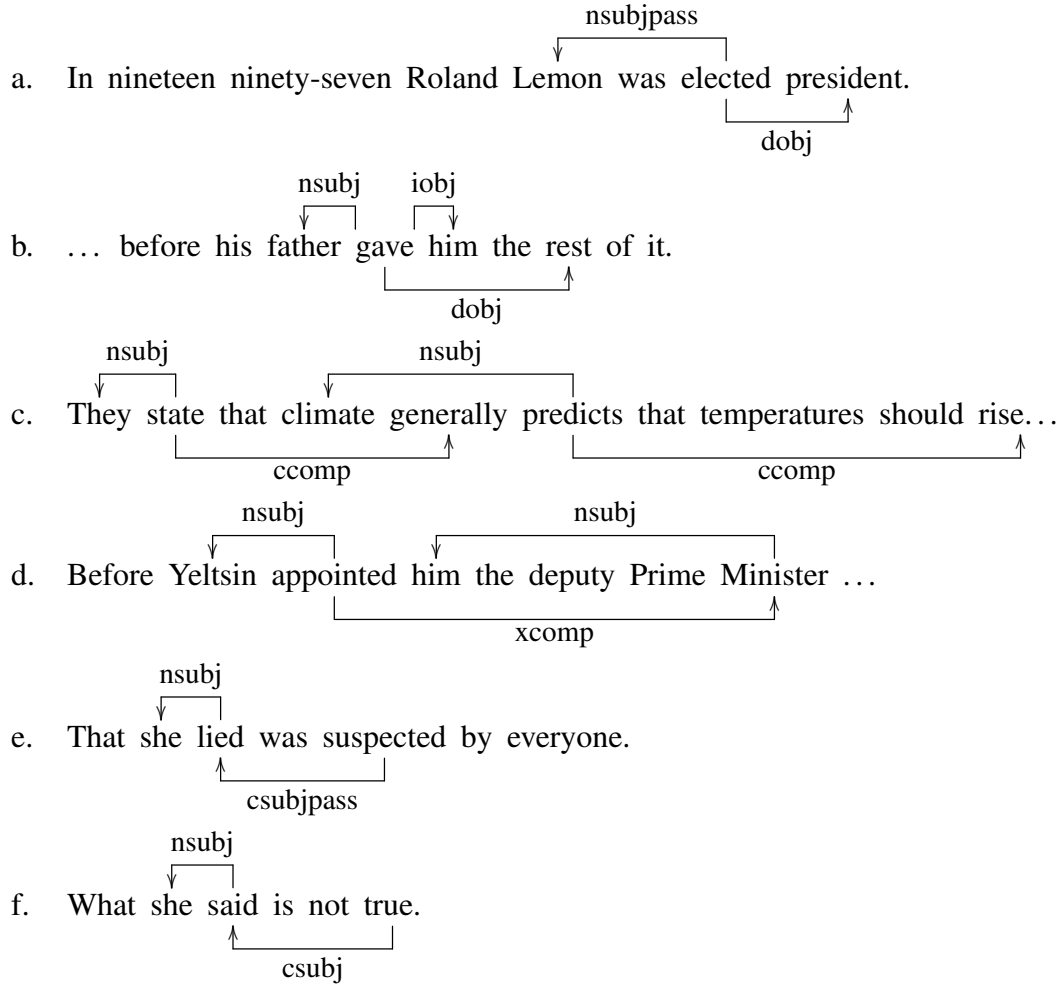 nsubjpass
a. In nineteen ninety-seven Roland Lemon was elected president.
dobj
nsubj iobj
b. ... before his father gave him the rest of it.
dobj
nsubj nsubj
c. They state that climate generally predicts that temperatures should rise...
ccomp ccomp
nsubj nsubj
d. Before Yeltsin appointed him the deputy Prime Minister ...
xcomp
nsubj
e. That she lied was suspected by everyone.
csubjpass
nsubj
f. What she said is not true.
csubj